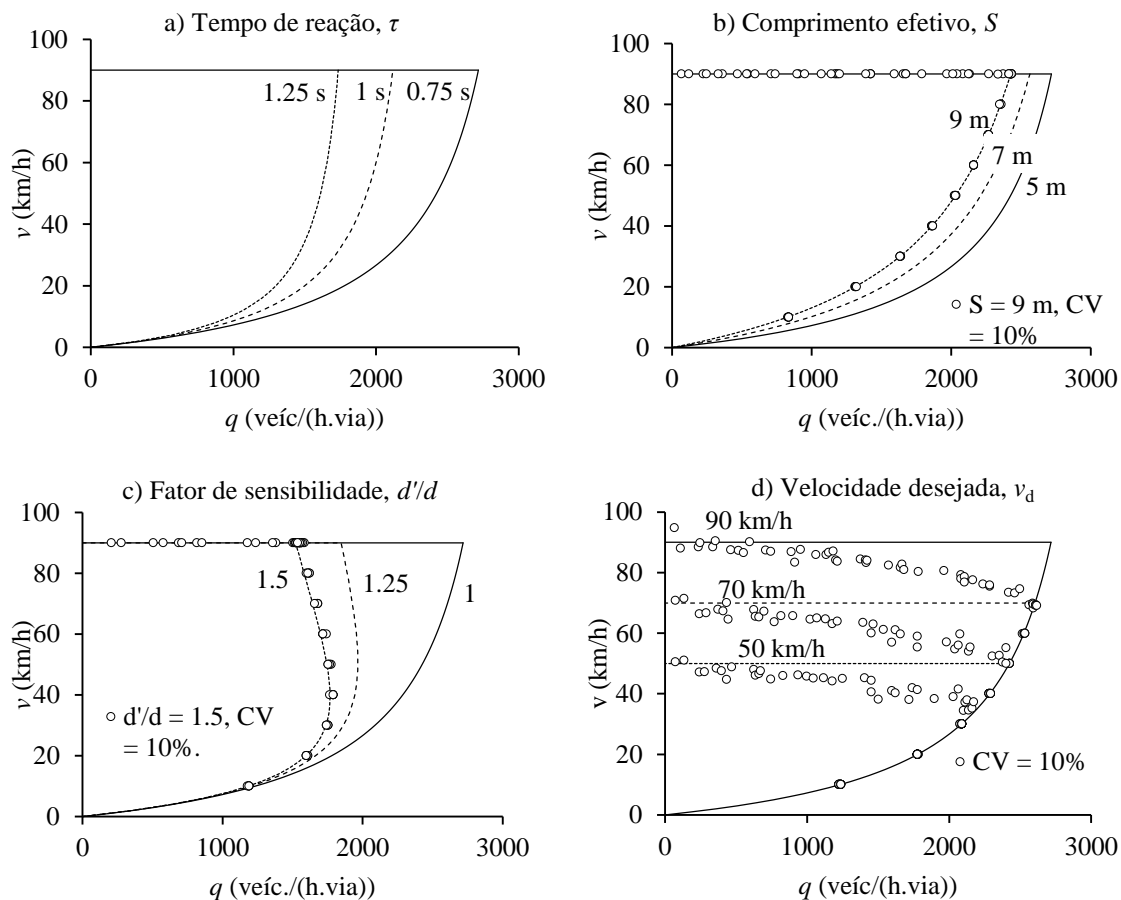 a) Tempo de reação, τ
100
80
60
40
20
0
v (km/h)
1.25 s
1 s
0.75 s
0
1000
2000
3000
q (veíc/(h.via))
b) Comprimento efetivo, S
100
80
60
40
20
0
v (km/h)
9 m
7 m
5 m
S = 9 m, CV
= 10%
0
1000
2000
3000
q (veíc./(h.via))
c) Fator de sensibilidade, d'/d
100
80
60
40
20
0
v (km/h)
1.5
1.25
1
d'/d = 1.5, CV
= 10%.
0
1000
2000
3000
q (veíc./(h.via))
d) Velocidade desejada, vd
100
80
60
40
20
0
v (km/h)
90 km/h
70 km/h
50 km/h
CV = 10%
0
1000
2000
3000
q (veíc/(h.via))